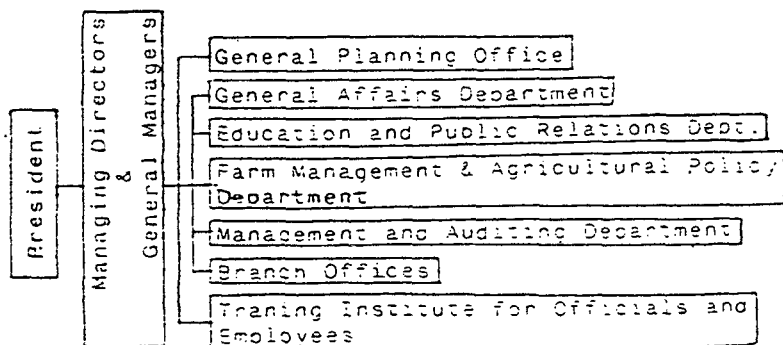 President
Managing Directors
&
General Managers
General Planning Office
General Affairs Department
Education and Public Relations Dept.
Farm Management & Agricultural Policy
Department
Management and Auditing Department
Branch Offices
Traning Institute for Officials and
Employees